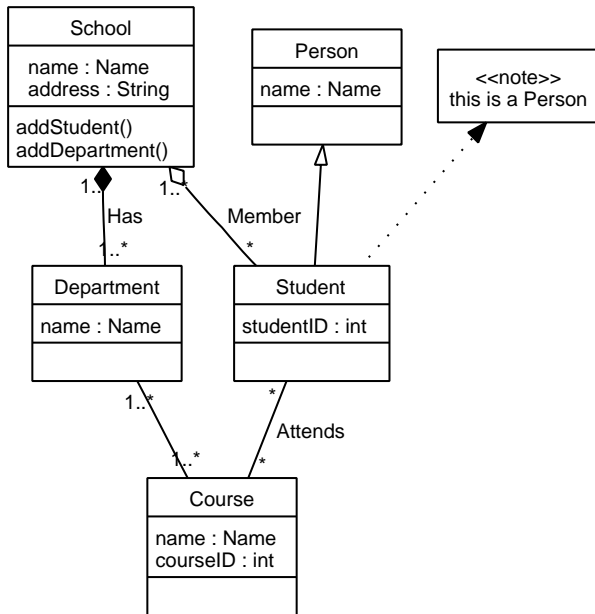 School
name : Name
address : String
addStudent()
addDepartment()
Person
name : Name
<<note>>
this is a Person
1..
1..*
Has
Member
1..*
*
Department
name : Name
Student
studentID : int
1..*
*
Attends
1..*
*
Course
name : Name
courseID : int